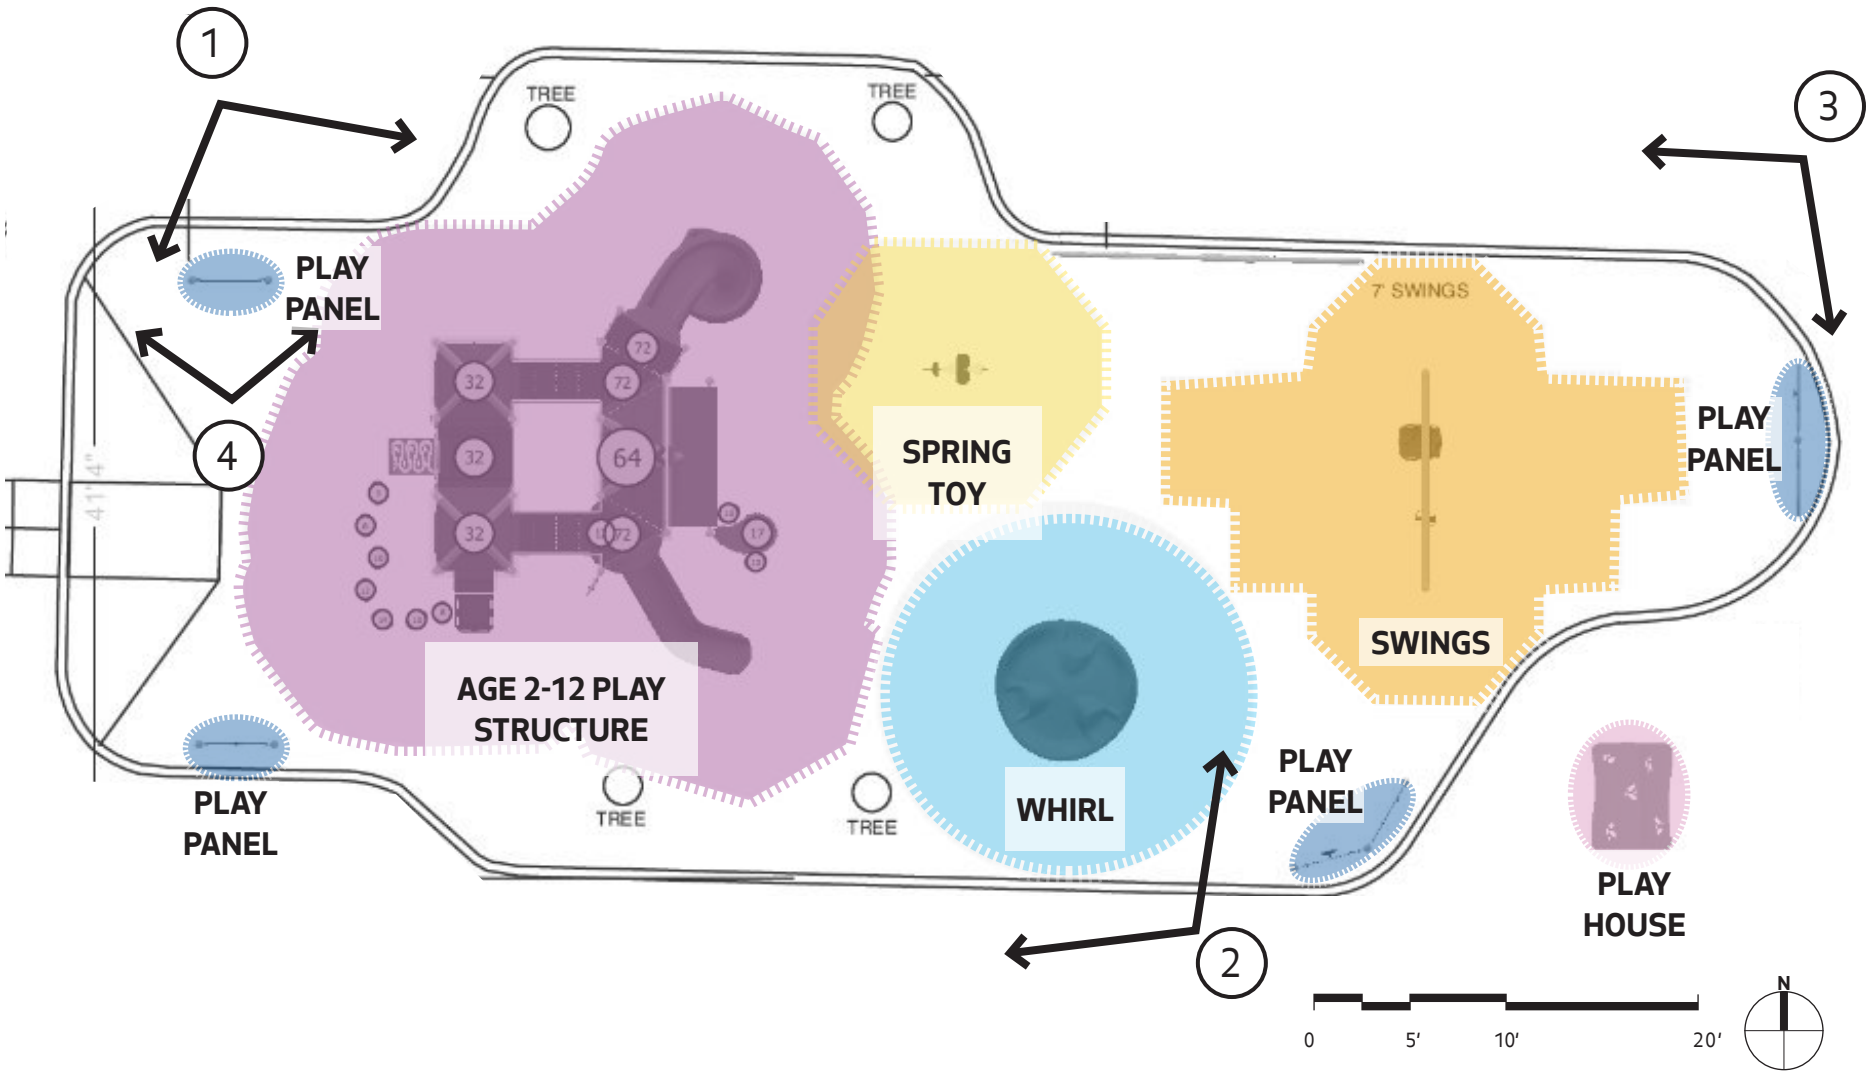 1
3
TREE
TREE
PLAY
PANEL
7' SWINGS
72
32
72
4
32
64
SPRING
TOY
PLAY
PANEL
41' 4"
32
72
17
SWINGS
AGE 2-12 PLAY
STRUCTURE
PLAY
PANEL
TREE
TREE
WHIRL
PLAY
PANEL
PLAY
HOUSE
2
N
0
5'
10'
20'